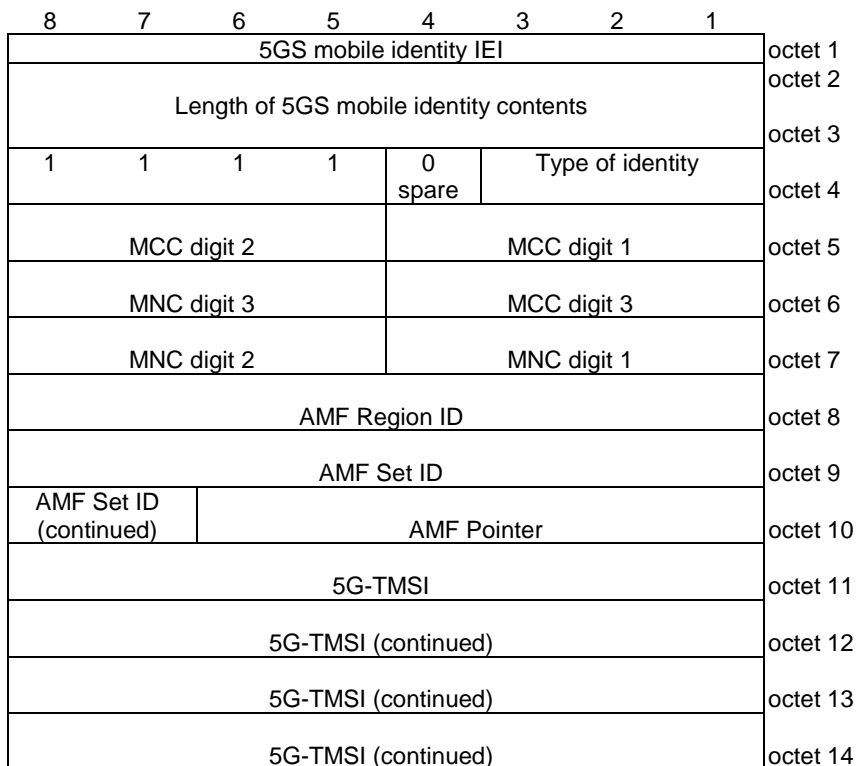 8 7 6 5 4 3 2 1
5GS mobile identity IEI octet 1
octet 2
Length of 5GS mobile identity contents
octet 3
1 1 1 1 0 Type of identity
spare octet 4
MCC digit 2 MCC digit 1 octet 5
MNC digit 3 MCC digit 3 octet 6
MNC digit 2 MNC digit 1 octet 7
AMF Region ID octet 8
AMF Set ID octet 9
AMF Set ID
(continued) AMF Pointer octet 10
5G-TMSI octet 11
5G-TMSI (continued) octet 12
5G-TMSI (continued) octet 13
5G-TMSI (continued) octet 14